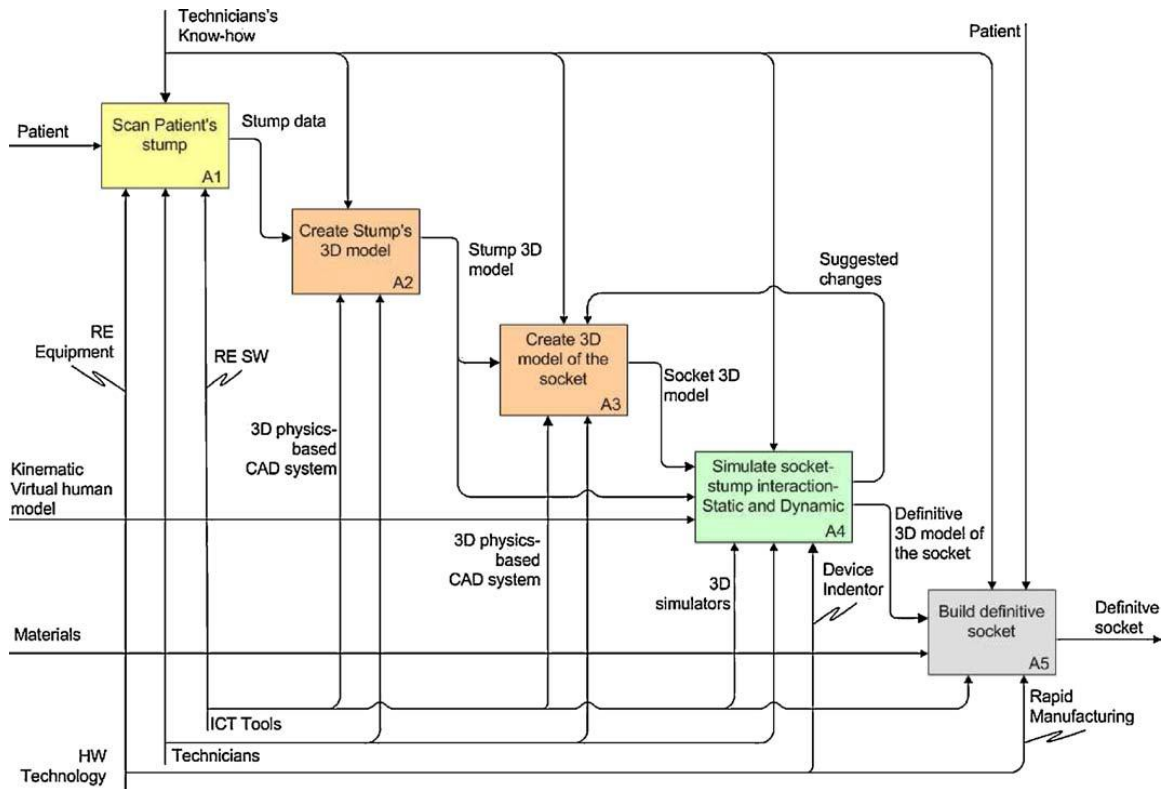 Technicians's
Know-how
Patient
Patient
Scan Patient's
stump
A1
Stump data
Create Stump's
3D model
A2
Stump 3D
model
Suggested
changes
RE
Equipment
RE SW
Create 3D
model of the
socket
A3
Socket 3D
model
3D physics-
based
CAD system
Kinematic
Virtual human
model
Simulate socket-
stump interaction-
Static and Dynamic
A4
Definitive
3D model of
the socket
3D physics-
based
CAD system
3D
simulators
Device
Indentor
Materials
Build definitive
socket
A5
Definitve
socket
ICT Tools
Rapid
Manufacturing
Technicians
HW
Technology